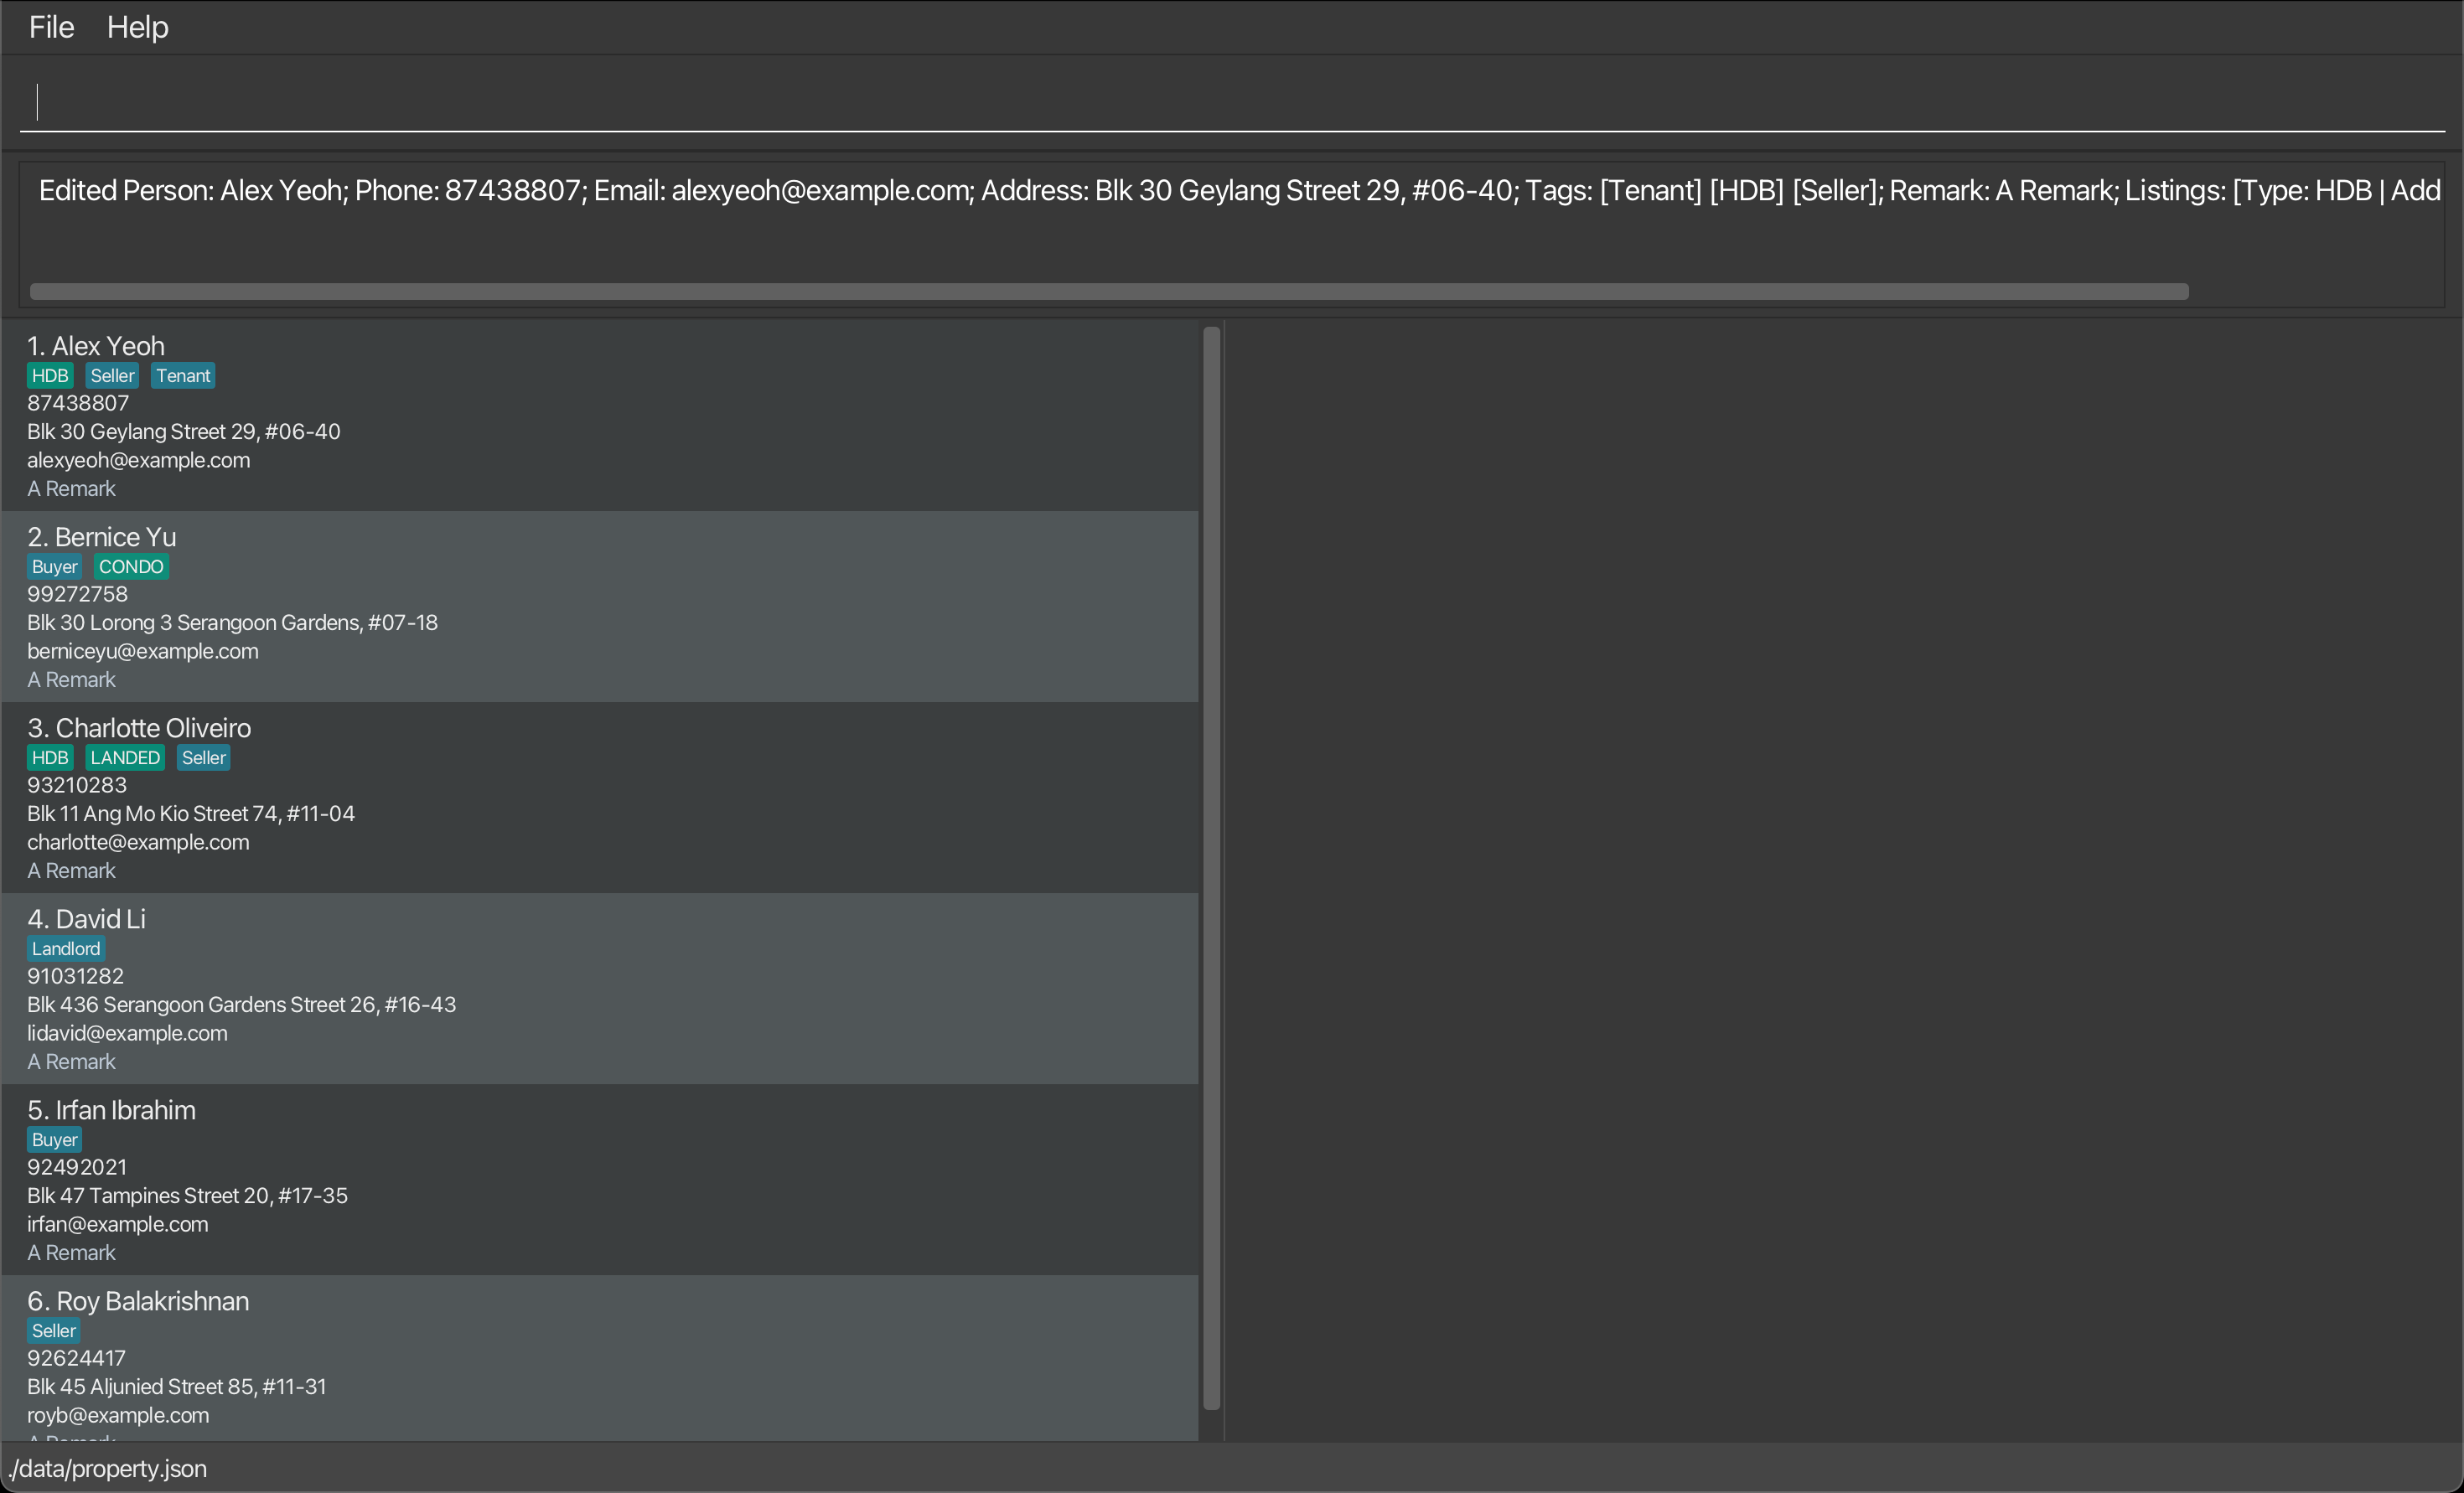 File Help
Edited Person: Alex Yeoh; Phone: 87438807; Email: alexyeoh@example.com; Address: Blk 30 Geylang Street 29, #06-40; Tags: [Tenant] [HDB] [Seller]; Remark: A Remark; Listings: [Type: HDB | Add
1. Alex Yeoh
HDB Seller Tenant
87438807
Blk 30 Geylang Street 29, #06-40
alexyeoh@example.com
A Remark
2. Bernice Yu
Buyer CONDO
99272758
Blk 30 Lorong 3 Serangoon Gardens, #07-18
berniceyu@example.com
A Remark
3. Charlotte Oliveiro
HDB LANDED Seller
93210283
Blk 11 Ang Mo Kio Street 74, #11-04
charlotte@example.com
A Remark
4. David Li
Landlord
91031282
Blk 436 Serangoon Gardens Street 26, #16-43
lidavid@example.com
A Remark
5. Irfan Ibrahim
Buyer
92492021
Blk 47 Tampines Street 20, #17-35
irfan@example.com
A Remark
6. Roy Balakrishnan
Seller
92624417
Blk 45 Aljunied Street 85, #11-31
royb@example.com
./data/property.json